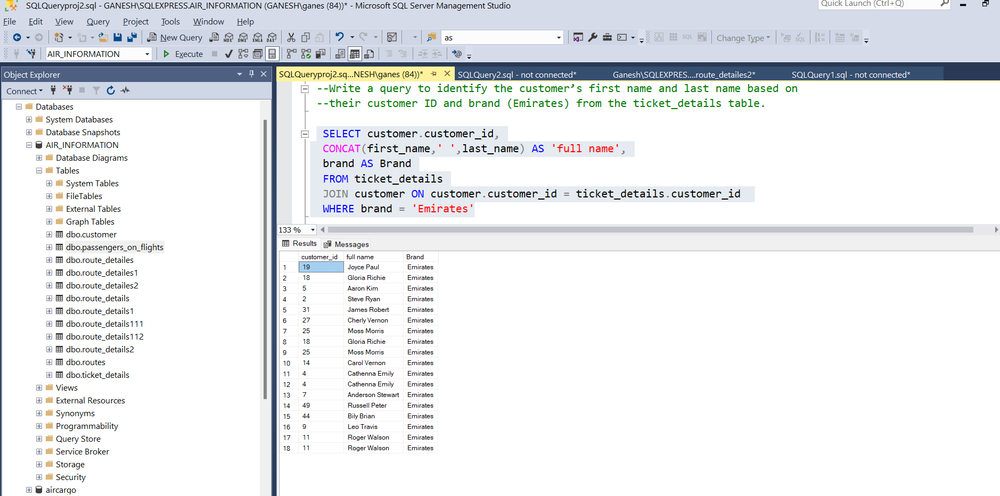 SQLQueryproj2.sql - GANESH\SQLEXPRESS.AIR_INFORMATION (GANESH\ganes (84))* - Microsoft SQL Server Management Studio
Quick Launch (Ctrl+Q)
File Edit View Query Project Tools Window Help
New Query MDX DMX XMLA DAX as SQL Change Type SQL
AIR_INFORMATION Execute
Object Explorer
Connect
Databases
System Databases
Database Snapshots
AIR_INFORMATION
Database Diagrams
Tables
System Tables
FileTables
External Tables
Graph Tables
dbo.customer
dbo.passengers_on_flights
dbo.route_detailes
dbo.route_detailes1
dbo.route_detailes2
dbo.route_details
dbo.route_details1
dbo.route_details111
dbo.route_details112
dbo.route_details2
dbo.routes
dbo.ticket_details
Views
External Resources
Synonyms
Programmability
Query Store
Service Broker
Storage
Security
aircargo
SQLQueryproj2.sq...NESH\ganes (84))* SQLQuery2.sql - not connected* Ganesh\SQLEXPRES....route_detailes2* SQLQuery1.sql - not connected*
--Write a query to identify the customer’s first name and last name based on
--their customer ID and brand (Emirates) from the ticket_details table.
SELECT customer.customer_id,
CONCAT(first_name,' ',last_name) AS 'full name',
brand AS Brand
FROM ticket_details
JOIN customer ON customer.customer_id = ticket_details.customer_id
WHERE brand = 'Emirates'
133 %
Results Messages
customer_id full name Brand
1 19 Joyce Paul Emirates
2 18 Gloria Richie Emirates
3 5 Aaron Kim Emirates
4 2 Steve Ryan Emirates
5 31 James Robert Emirates
6 27 Cherly Vernon Emirates
7 25 Moss Morris Emirates
8 18 Gloria Richie Emirates
9 25 Moss Morris Emirates
10 14 Carol Vernon Emirates
11 4 Cathenna Emily Emirates
12 4 Cathenna Emily Emirates
13 7 Anderson Stewart Emirates
14 49 Russell Peter Emirates
15 44 Bily Brian Emirates
16 9 Leo Travis Emirates
17 11 Roger Walson Emirates
18 11 Roger Walson Emirates